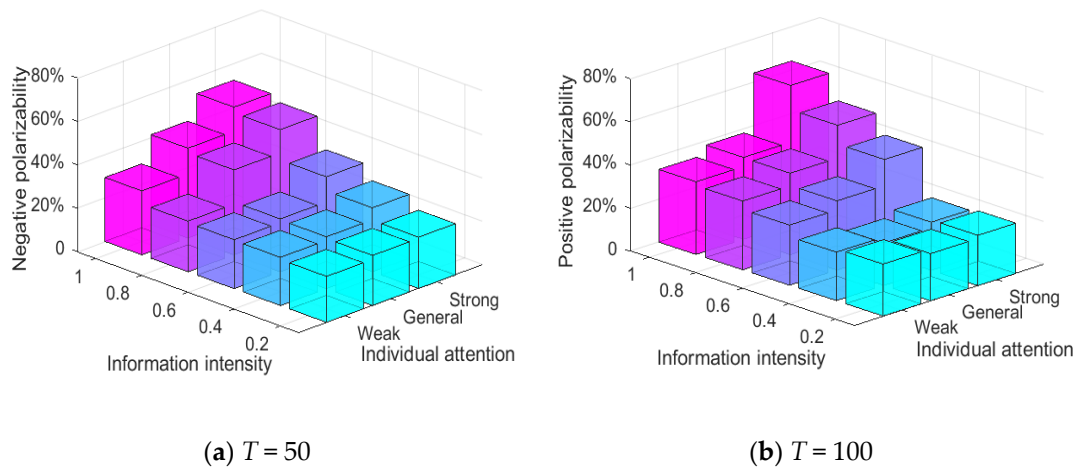 Negative polarizability
80%
60%
40%
20%
0
1
0.8
0.6
0.4
0.2
Information intensity
Weak
General
Strong
Individual attention
(a) T = 50
Positive polarizability
80%
60%
40%
20%
0
1
0.8
0.6
0.4
0.2
Information intensity
Weak
General
Strong
Individual attention
(b) T = 100